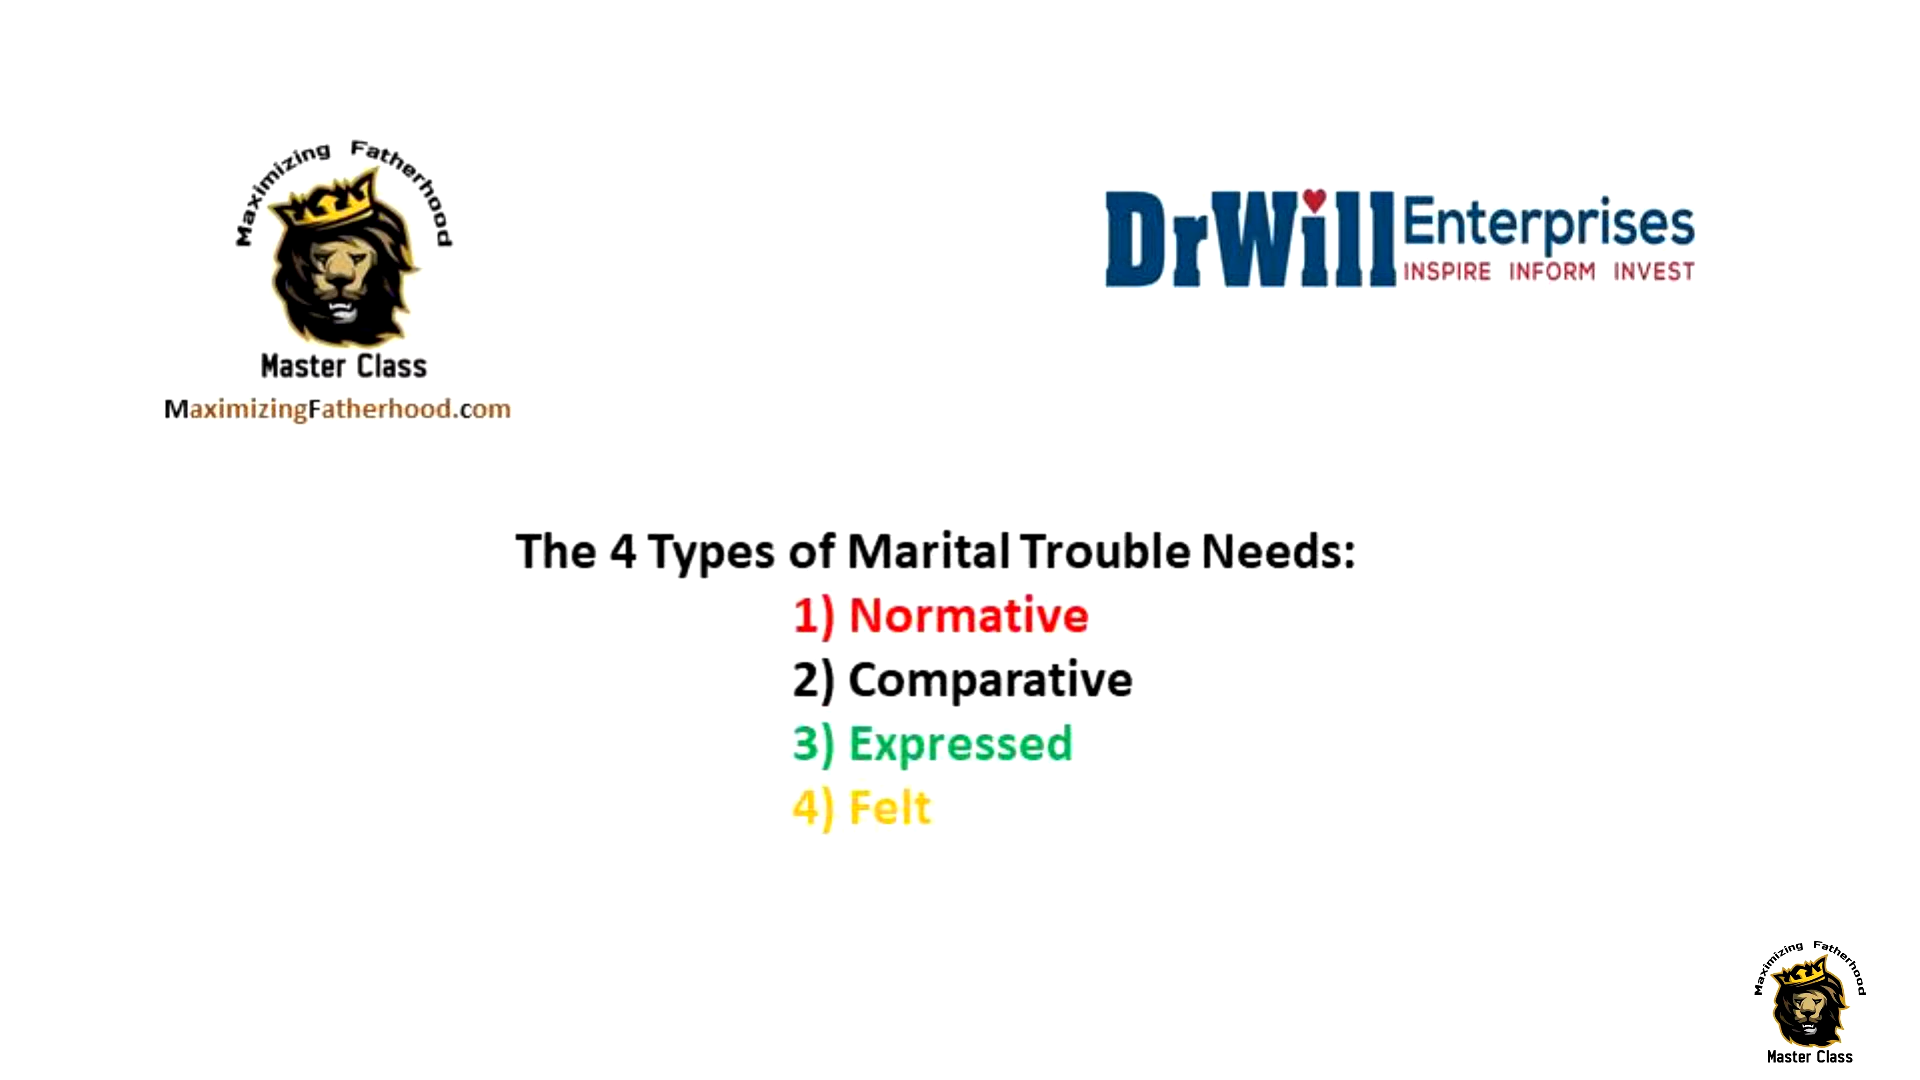 Maximizing Fatherhood
Master Class
MaximizingFatherhood.com
DrWill Enterprises
INSPIRE INFORM INVEST
The 4 Types of Marital Trouble Needs:
1) Normative
2) Comparative
3) Expressed
4) Felt
Maximizing Fatherhood
Master Class